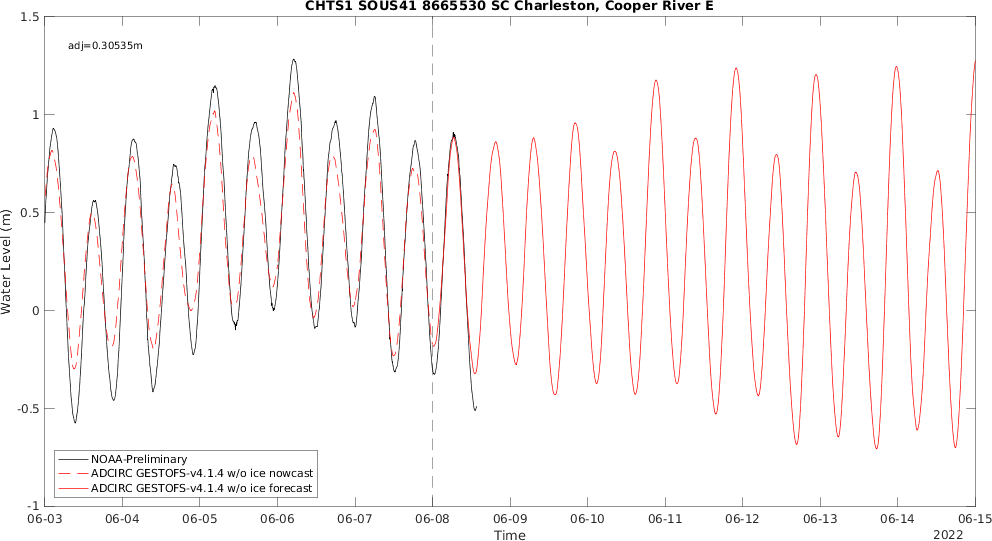 CHTS1 SOUS41 8665530 SC Charleston, Cooper River E
adj=0.30535m
1.5
1
0.5
0
-0.5
-1
Water Level (m)
NOAA-Preliminary
ADCIRC GESTOFS-v4.1.4 w/o ice nowcast
ADCIRC GESTOFS-v4.1.4 w/o ice forecast
06-03 06-04 06-05 06-06 06-07 06-08 06-09 06-10 06-11 06-12 06-13 06-14 06-15
Time
2022